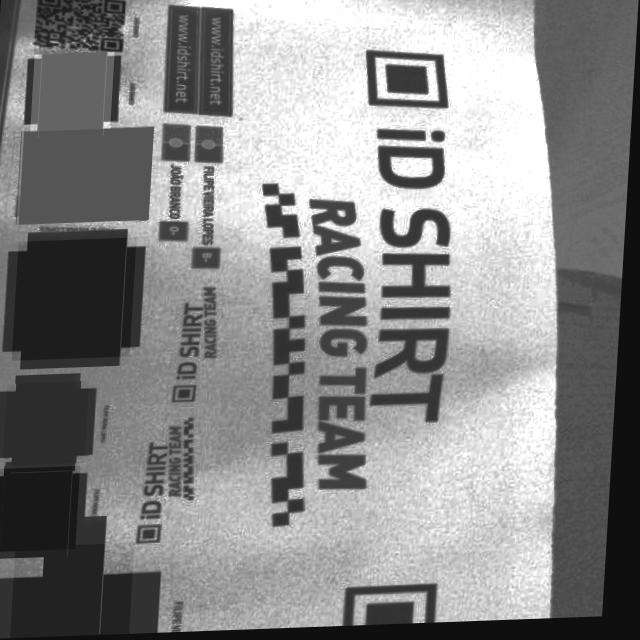 iD SHIRT
RACING TEAM
www.idshirt.net
www.idshirt.net
FILIPE VIEIRA LOPES
B-
JOÃO BRANCO
O-
iD SHIRT
RACING TEAM
iD SHIRT
RACING TEAM